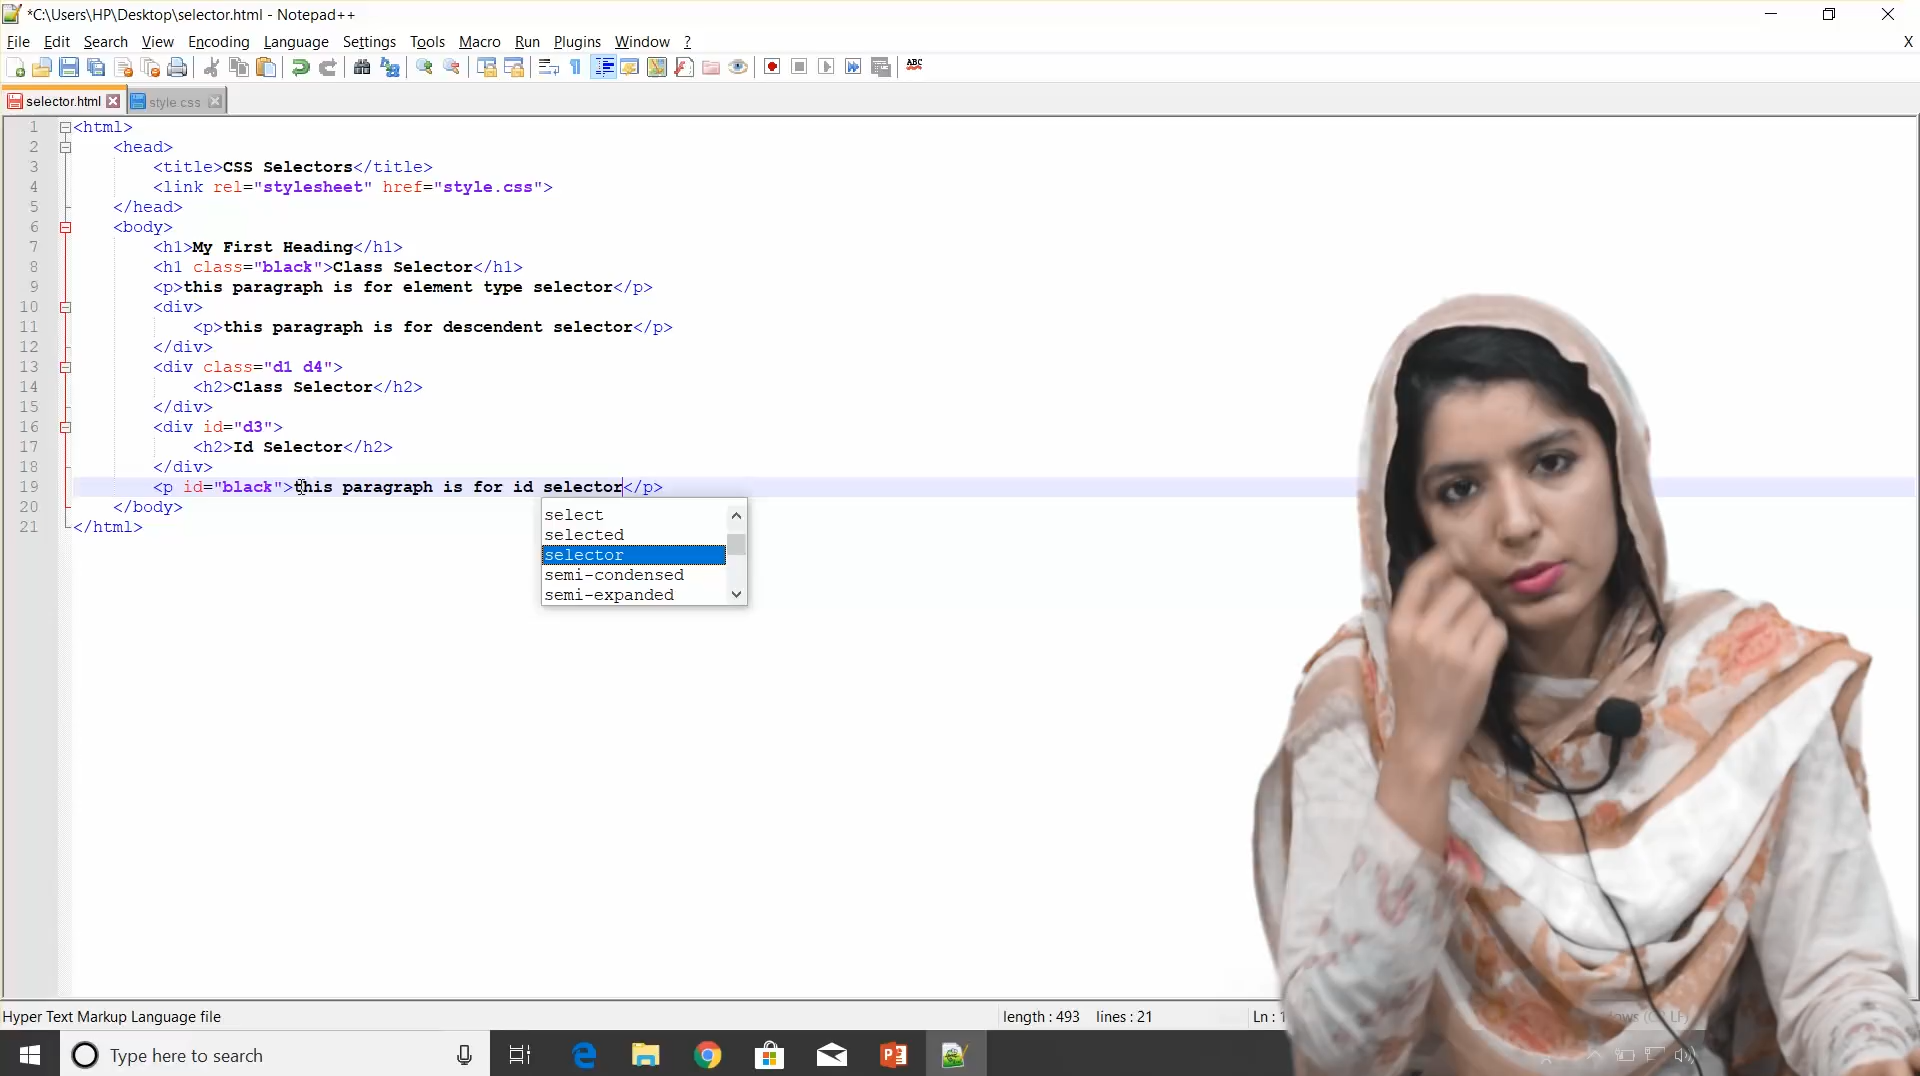 *C:\Users\HP\Desktop\selector.html - Notepad++
File Edit Search View Encoding Language Settings Tools Macro Run Plugins Window ? X
ABC
selector.html style.css
1 <html>
2 <head>
3 <title>CSS Selectors</title>
4 <link rel="stylesheet" href="style.css">
5 </head>
6 <body>
7 <h1>My First Heading</h1>
8 <h1 class="black">Class Selector</h1>
9 <p>this paragraph is for element type selector</p>
10 <div>
11 <p>this paragraph is for descendent selector</p>
12 </div>
13 <div class="d1 d4">
14 <h2>Class Selector</h2>
15 </div>
16 <div id="d3">
17 <h2>Id Selector</h2>
18 </div>
19 <p id="black">this paragraph is for id selector</p>
20 </body>
21 </html>
select
selected
selector
semi-condensed
semi-expanded
Hyper Text Markup Language file length : 493 lines : 21 Ln : 1
Type here to search